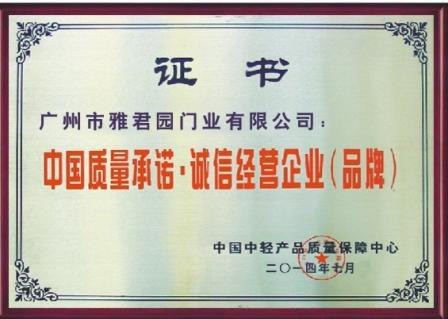 证 书
广州市雅君园门业有限公司：
中国质量承诺·诚信经营企业(品牌)
中国中轻产品质量保障中心
二〇一四年七月